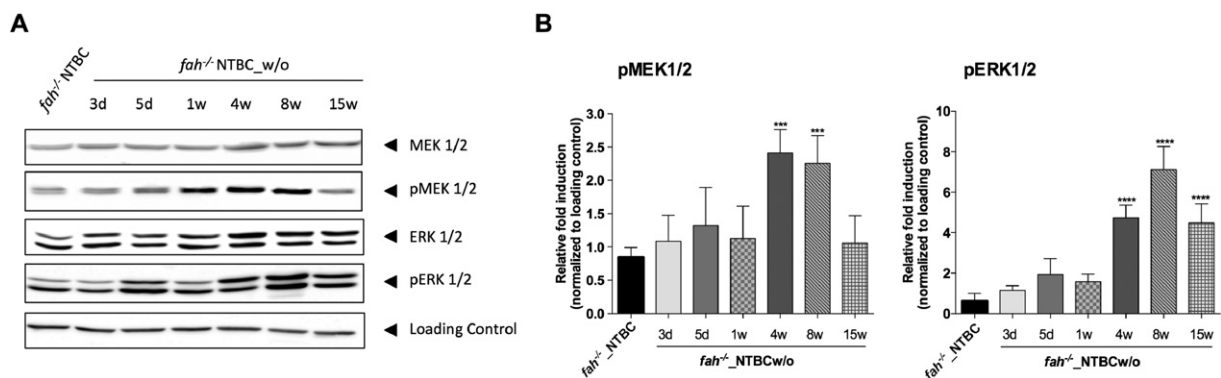 A
fah-/- NTBC
fah-/- NTBC_w/o
3d 5d 1w 4w 8w 15w
MEK 1/2
pMEK 1/2
ERK 1/2
pERK 1/2
Loading Control
B
pMEK1/2
Relative fold induction
(normalized to loading control)
3.0
2.5
2.0
1.5
1.0
0.5
0.0
*** ***
fah-/-_NTBC
3d 5d 1w 4w 8w 15w
fah-/-_NTBCw/o
pERK1/2
Relative fold induction
(normalized to loading control)
10
8
6
4
2
0
**** **** ****
fah-/-_NTBC
3d 5d 1w 4w 8w 15w
fah-/-_NTBCw/o